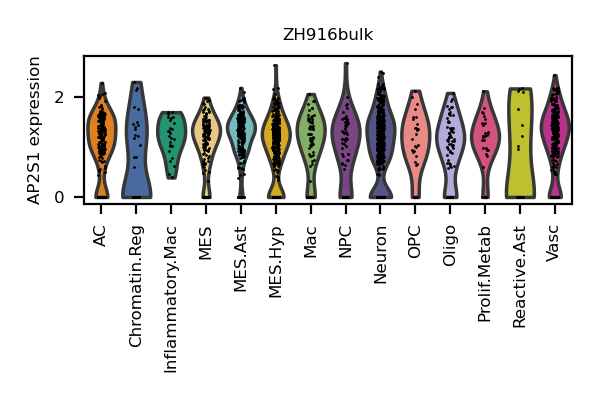 ZH916bulk
AP2S1 expression
2
0
AC
Chromatin.Reg
Inflammatory.Mac
MES
MES.Ast
MES.Hyp
Mac
NPC
Neuron
OPC
Oligo
Prolif.Metab
Reactive.Ast
Vasc